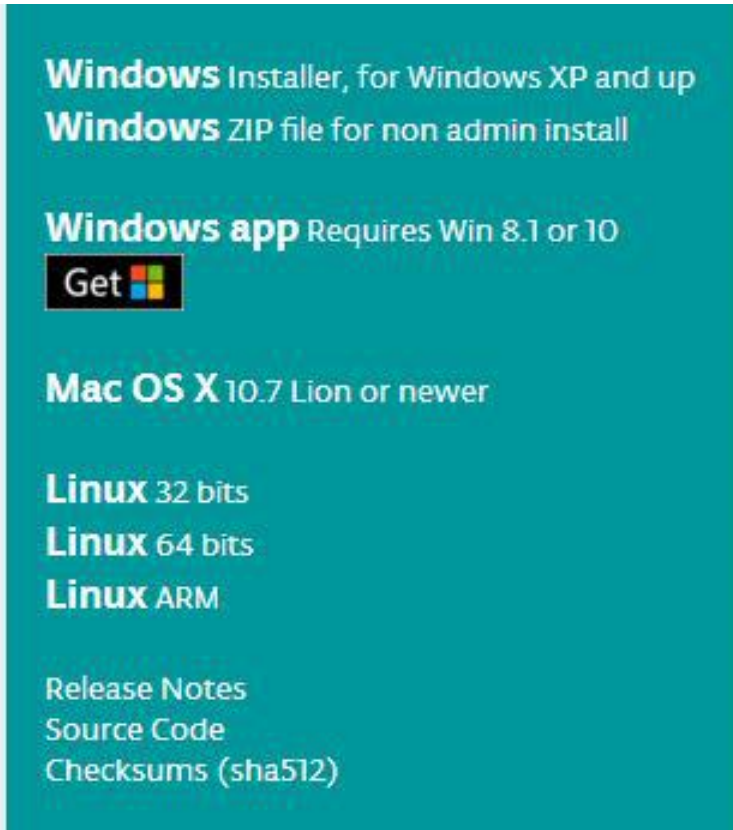 Windows Installer, for Windows XP and up
Windows ZIP file for non admin install
Windows app Requires Win 8.1 or 10
Get
Mac OS X 10.7 Lion or newer
Linux 32 bits
Linux 64 bits
Linux ARM
Release Notes
Source Code
Checksums (sha512)